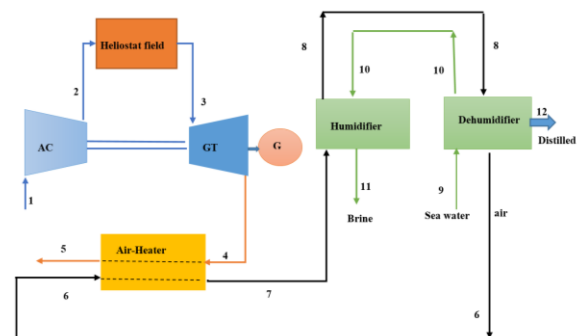 8
8
Heliostat field
10
10
2
3
12
Humidifier
Dehumidifier
AC
GT
G
Distilled
1
11
9
Brine
Sea water
air
Air-Heater
5
4
6
7
6